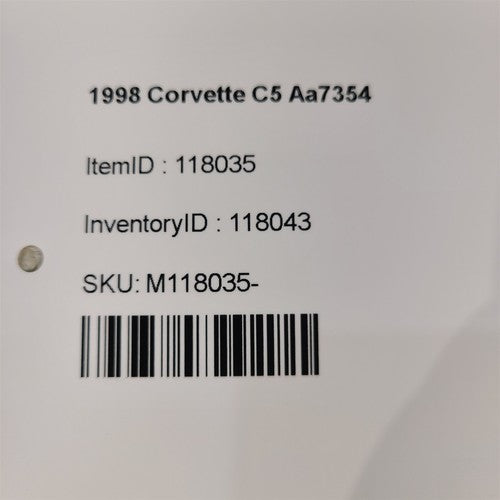 1998 Corvette C5 Aa7354
ItemID : 118035
InventoryID : 118043
SKU: M118035-